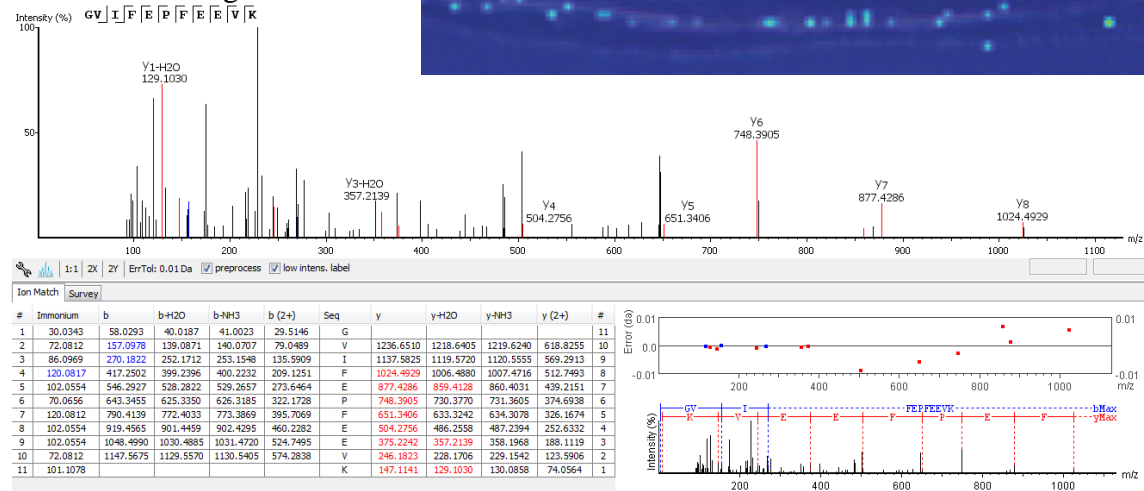 Intensity (%) GV I F E P F E E V K
100
50
y1-H2O
129.1030
y3-H2O
357.2139
y4
504.2756
y5
651.3406
y6
748.3905
y7
877.4286
y8
1024.4929
100 200 300 400 500 600 700 800 900 1000 1100 m/z
1:1 2X 2Y ErrTol: 0.01 Da preprocess low intens. label
Ion Match Survey
# Immonium b b-H2O b-NH3 b (2+) Seq y y-H2O y-NH3 y (2+) #
1 30.0343 58.0293 40.0187 41.0023 29.5146 G 11
2 72.0812 157.0978 139.0871 140.0707 79.0489 V 1236.6510 1218.6405 1219.6240 618.8255 10
3 86.0969 270.1822 252.1712 253.1548 135.5909 I 1137.5825 1119.5720 1120.5555 569.2913 9
4 120.0817 417.2502 399.2396 400.2232 209.1251 F 1024.4929 1006.4890 1007.4716 512.7493 8
5 102.0554 546.2927 528.2822 529.2657 273.6464 E 877.4286 859.4128 860.4031 439.2151 7
6 70.0656 643.3455 625.3350 626.3185 322.1728 P 748.3905 730.3770 731.3605 374.6938 6
7 120.0812 790.4139 772.4033 773.3869 395.7069 F 651.3406 633.3242 634.3078 326.1674 5
8 102.0554 919.4565 901.4459 902.4295 460.2282 E 504.2756 486.2558 487.2394 252.6332 4
9 102.0554 1048.4990 1030.4885 1031.4720 524.7495 E 375.2242 357.2139 358.1968 188.1119 3
10 72.0812 1147.5675 1129.5570 1130.5405 574.2838 V 246.1823 228.1706 229.1542 123.5906 2
11 101.1078 K 147.1141 129.1030 130.0858 74.0564 1
Error (da)
0.01 0.01
0.0
-0.01 -0.01
200 400 600 800 1000
Intensity (%)
GV I FEPFEEVK bMax
K V E E F P E F yMax
200 400 600 800 1000 m/z